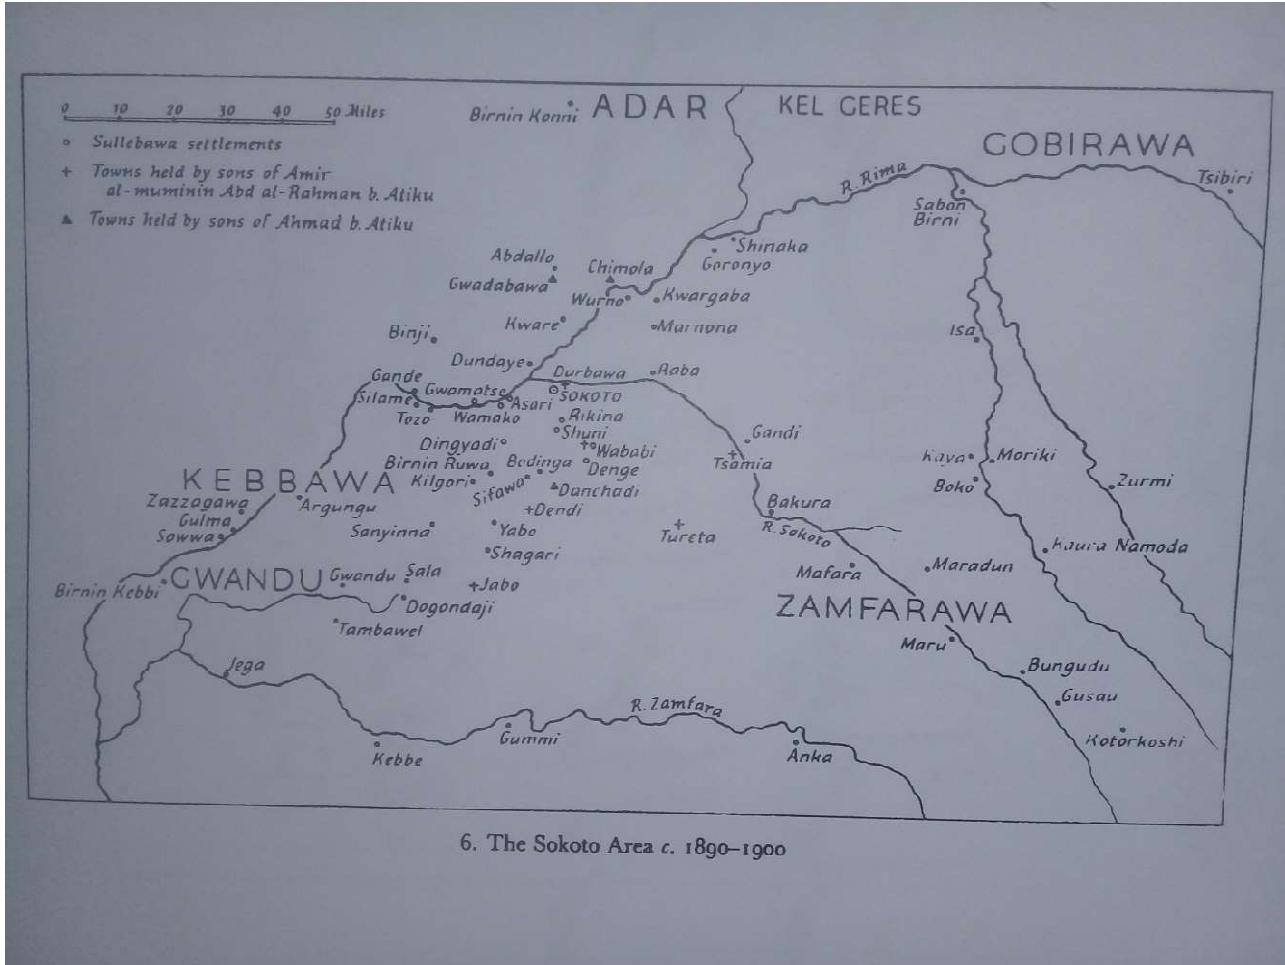 0 10 20 30 40 50 Miles
Sullebawa settlements
Towns held by sons of Amir
al-muminin Abd al-Rahman b. Atiku
Towns held by sons of Ahmad b. Atiku
Birnin Konni
ADAR
KEL GERES
GOBIRAWA
Tsibiri
R. Rima
Sabon
Birni
Shinaka
Goronyo
Abdallo
Gwadabawa
Chimola
Wurno
Kwargaba
Kware
Murnona
Binji
Isa
Dundaye
Durbawa
Raba
Gande
Gwamatse
SOKOTO
Silame
Asari
Tozo
Wamako
Rikina
Shuni
Gandi
Dingyadi
Wababi
Birnin Ruwa
Bodinga
Denge
Tsamia
Kaya
Moriki
KEBBAWA
Kilgori
Sifawa
Danchadi
Boko
Zurmi
Zazzagawa
Argungu
Dendi
Bakura
Gulma
Sanyinna
Yabo
Tureta
R. Sokoto
Sowwa
Shagari
Kaura Namoda
Mafara
Maradun
Birnin Kebbi
GWANDU
Gwandu
Sala
Jabo
Dogondaji
ZAMFARAWA
Tambawel
Maru
Jega
Bungudu
Gusau
R. Zamfara
Gummi
Kotorkoshi
Kebbe
Anka
6. The Sokoto Area c. 1890–1900